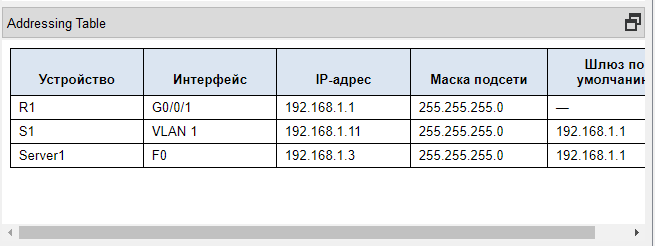 Addressing Table
Устройство Интерфейс IP-адрес Маска подсети Шлюз по
умолчани
R1 G0/0/1 192.168.1.1 255.255.255.0 —
S1 VLAN 1 192.168.1.11 255.255.255.0 192.168.1.1
Server1 F0 192.168.1.3 255.255.255.0 192.168.1.1